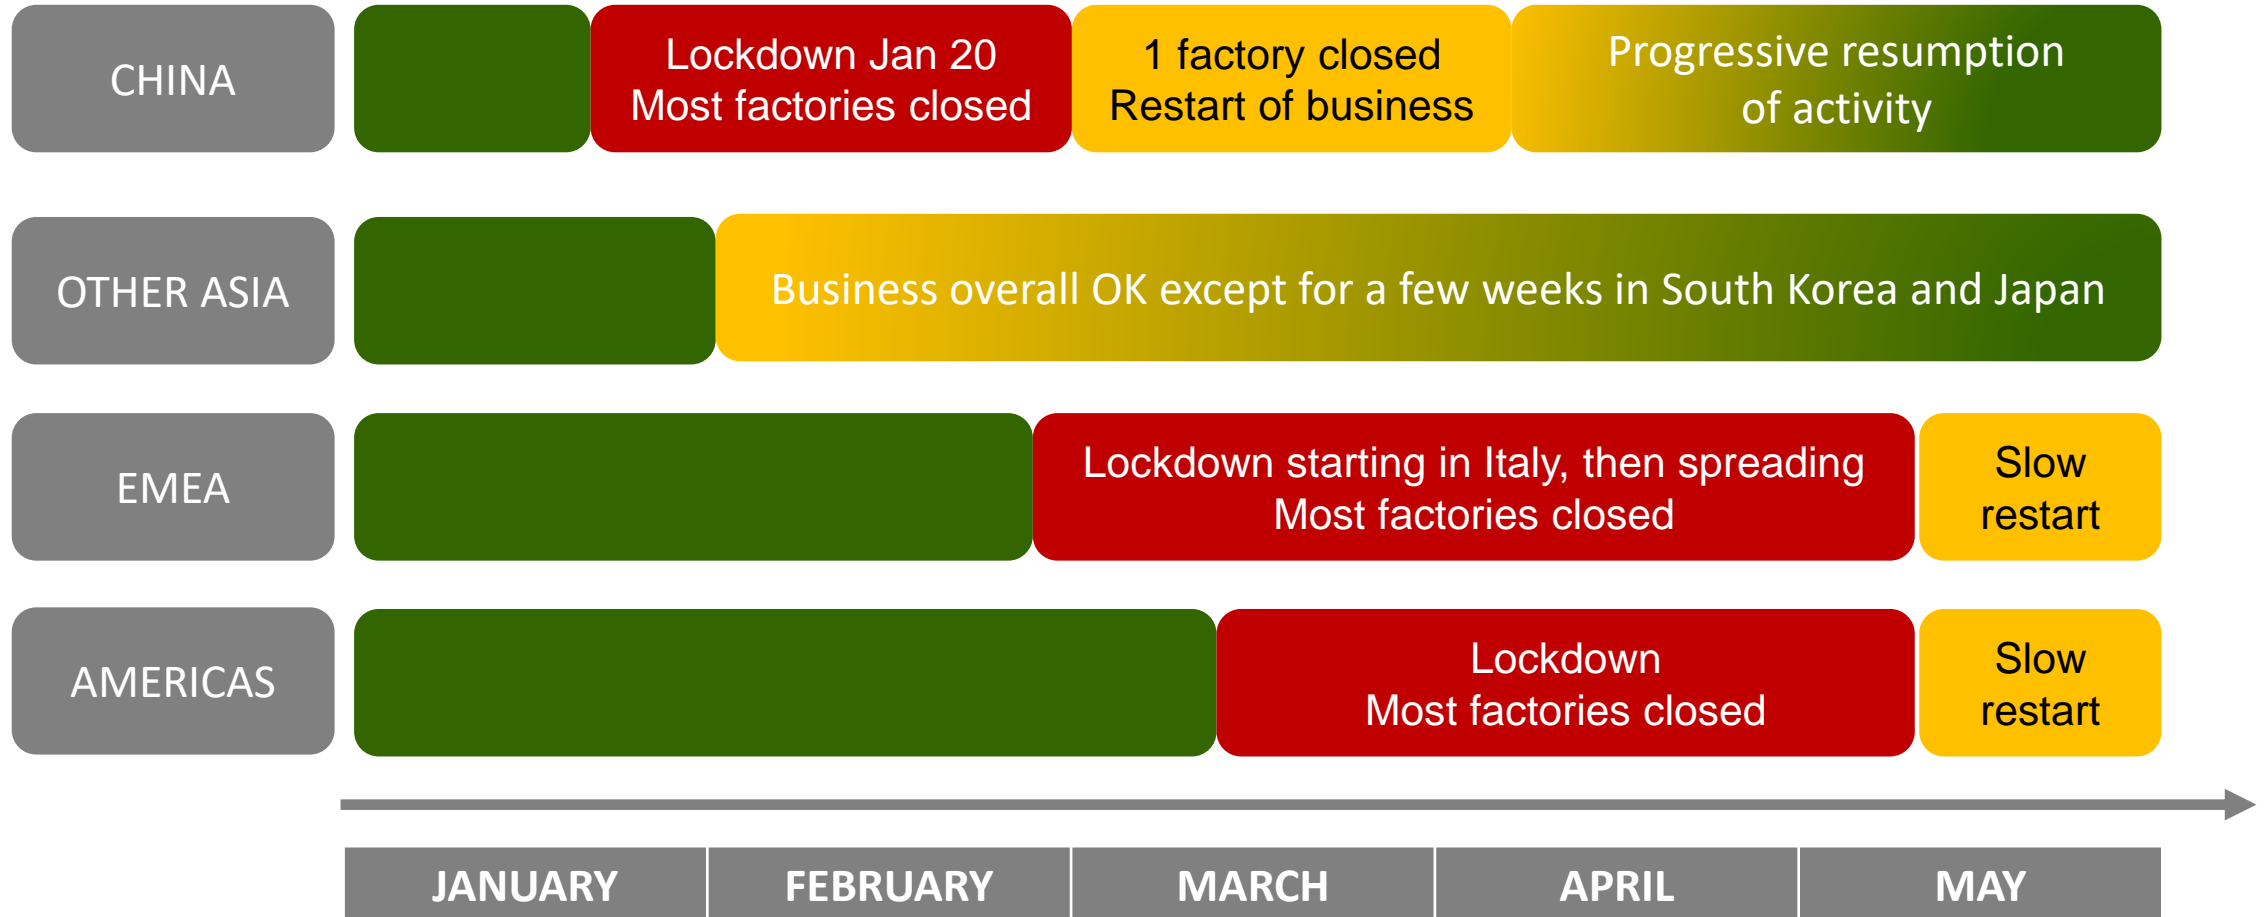 CHINA
Lockdown Jan 20
Most factories closed
1 factory closed
Restart of business
Progressive resumption
of activity
OTHER ASIA
Business overall OK except for a few weeks in South Korea and Japan
EMEA
Lockdown starting in Italy, then spreading
Most factories closed
Slow
restart
AMERICAS
Lockdown
Most factories closed
Slow
restart
JANUARY
FEBRUARY
MARCH
APRIL
MAY